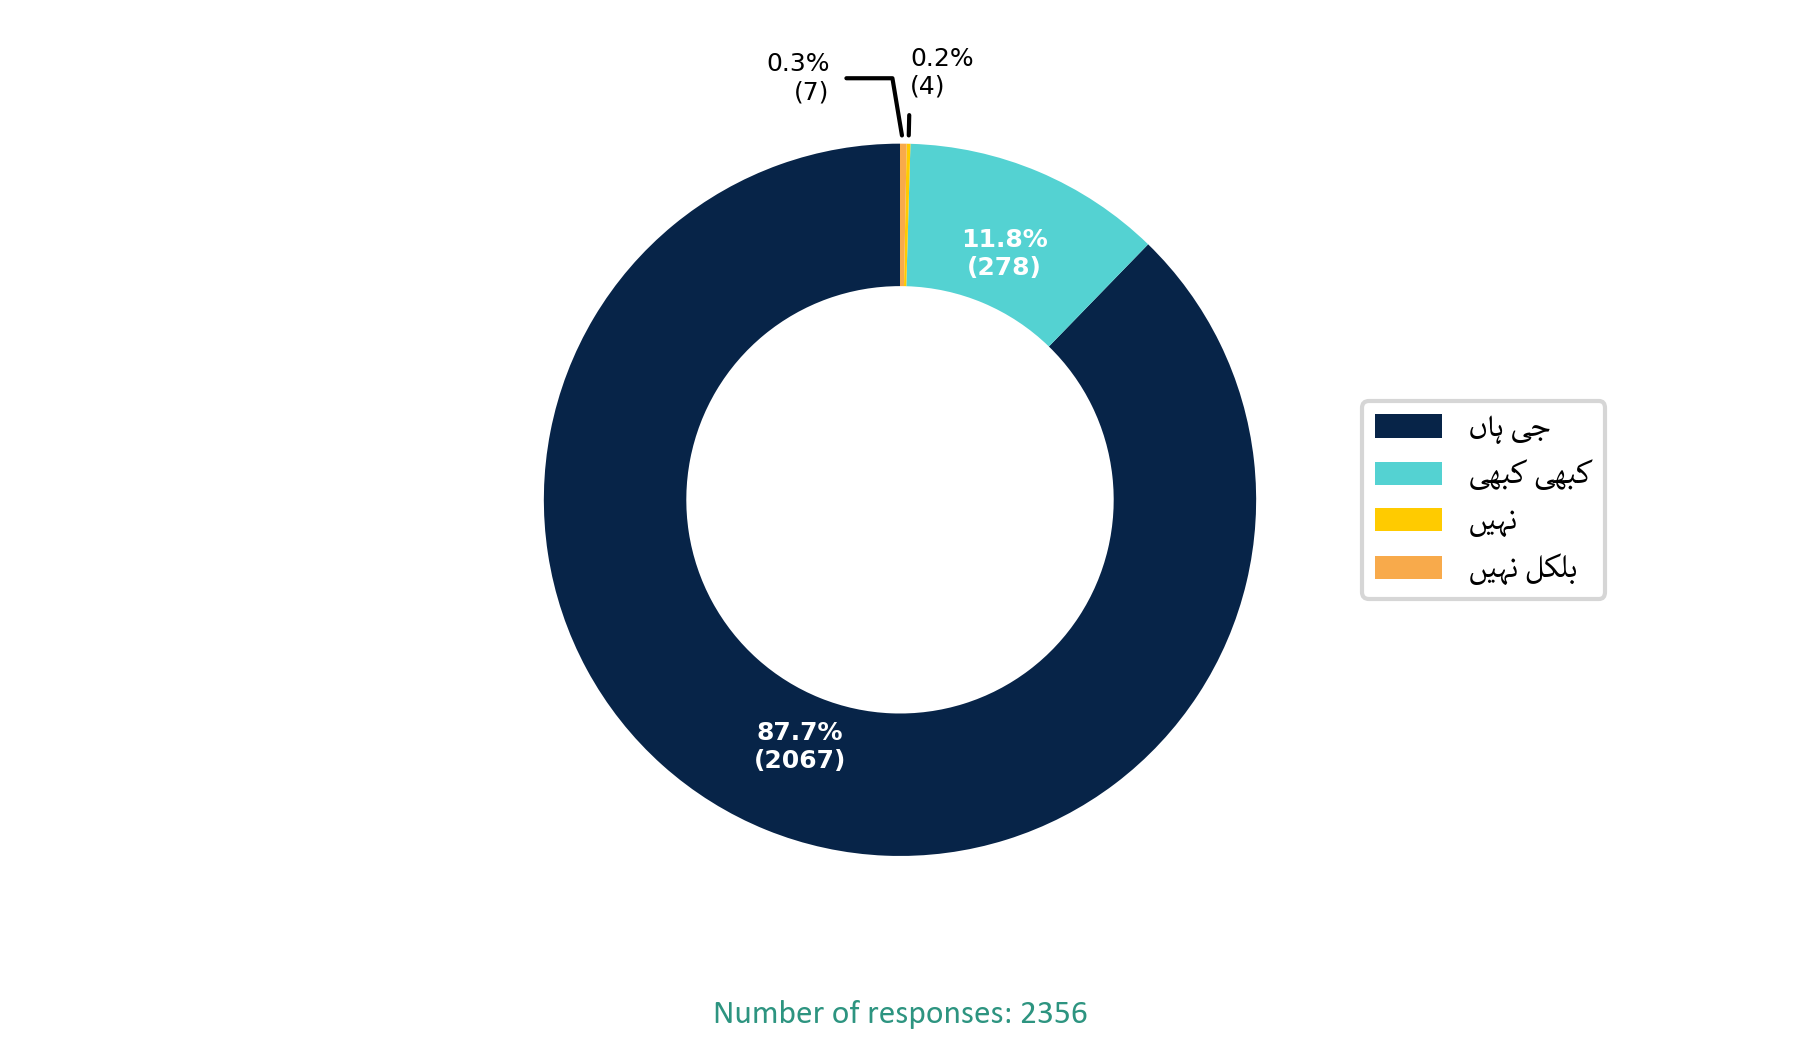 0.3%
(7)
0.2%
(4)
11.8%
(278)
87.7%
(2067)
جی ہاں
کبھی کبھی
نہیں
بلکل نہیں
Number of responses: 2356